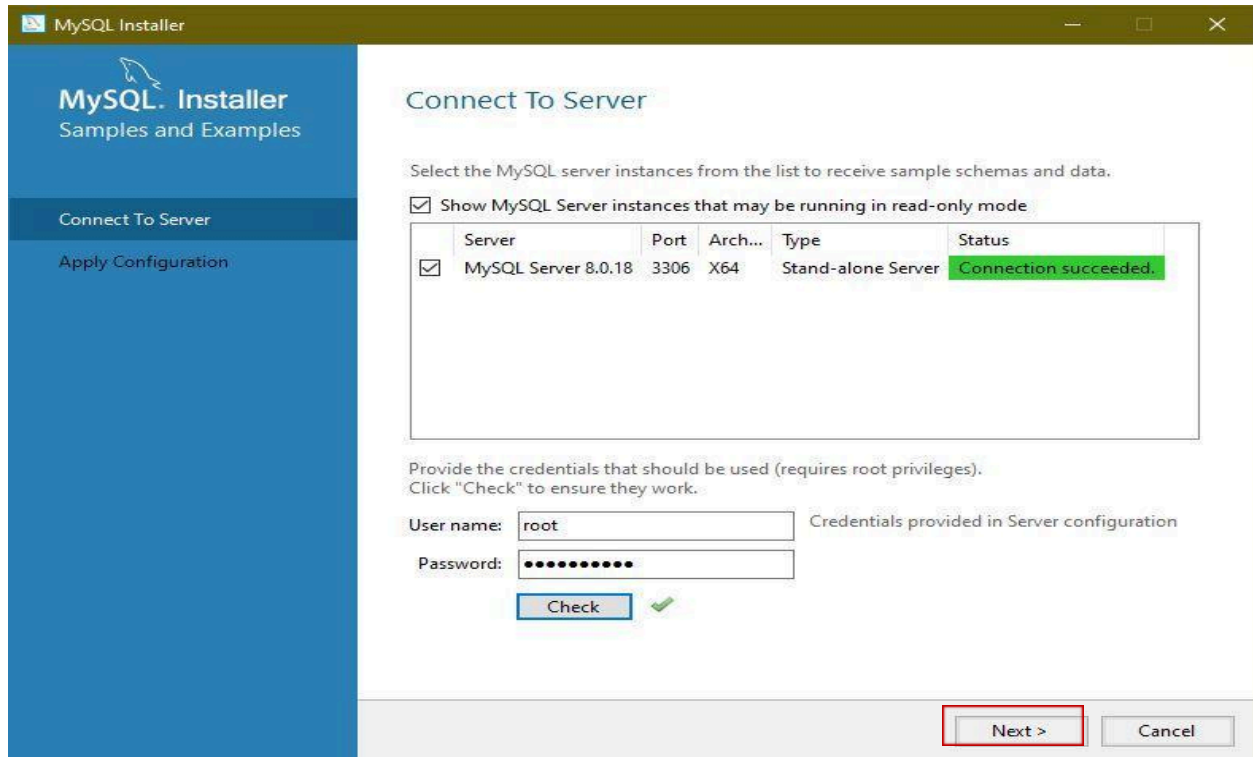 MySQL Installer
MySQL. Installer
Samples and Examples
Connect To Server
Apply Configuration
Connect To Server
Select the MySQL server instances from the list to receive sample schemas and data.
Show MySQL Server instances that may be running in read-only mode
Server Port Arch... Type Status
MySQL Server 8.0.18 3306 X64 Stand-alone Server Connection succeeded.
Provide the credentials that should be used (requires root privileges).
Click "Check" to ensure they work.
User name: root Credentials provided in Server configuration
Password: ••••••••••
Check
Next > Cancel